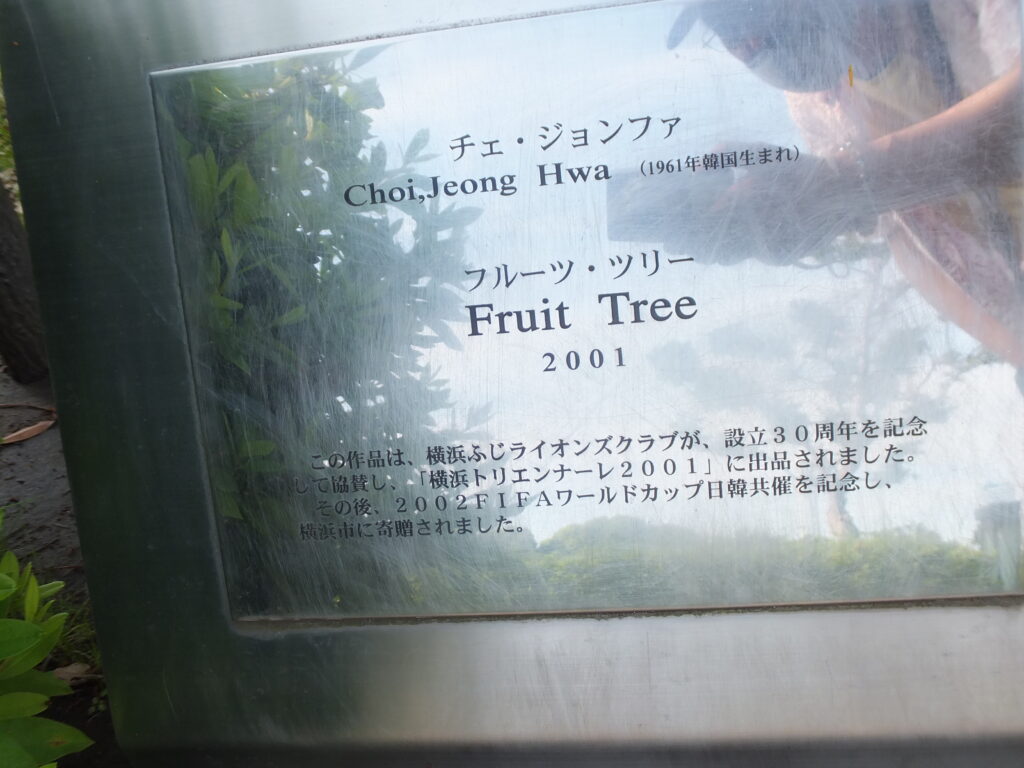 チェ・ジョンファ
Choi,Jeong Hwa （1961年韓国生まれ）
フルーツ・ツリー
Fruit Tree
2001
この作品は、横浜ふじライオンズクラブが、設立３０周年を記念
して協賛し、「横浜トリエンナーレ２００１」に出品されました。
その後、２００２ＦＩＦＡワールドカップ日韓共催を記念し、
横浜市に寄贈されました。